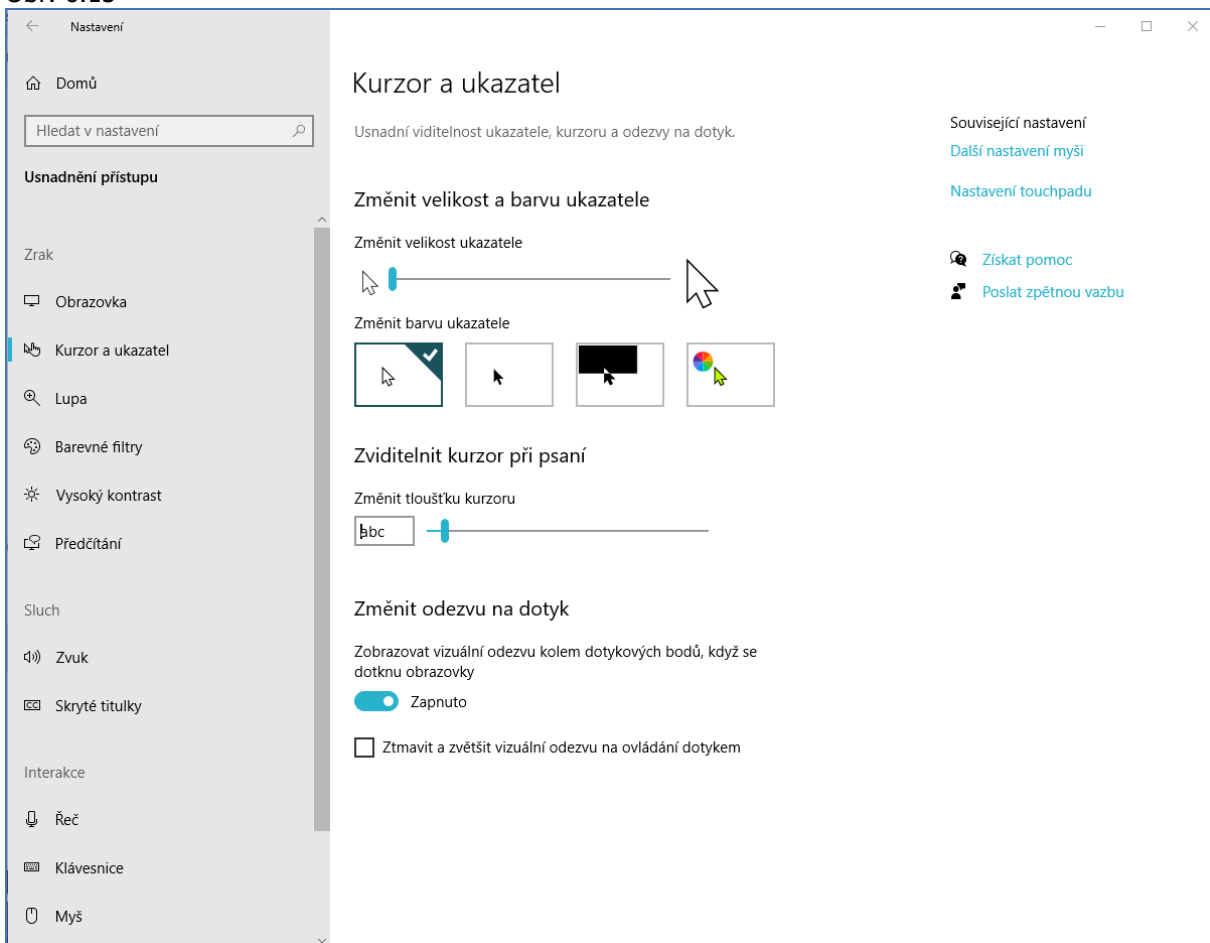 Nastavení
Domů
Hledat v nastavení
Usnadnění přístupu
Zrak
Obrazovka
Kurzor a ukazatel
Lupa
Barevné filtry
Vysoký kontrast
Předčítání
Sluch
Zvuk
CC Skryté titulky
Interakce
Řeč
Klávesnice
Myš
Kurzor a ukazatel
Usnadní viditelnost ukazatele, kurzoru a odezvy na dotyk.
Změnit velikost a barvu ukazatele
Změnit velikost ukazatele
Změnit barvu ukazatele
Zviditelnit kurzor při psaní
Změnit tloušťku kurzoru
abc
Změnit odezvu na dotyk
Zobrazovat vizuální odezvu kolem dotykových bodů, když se
dotknu obrazovky
Zapnuto
Ztmavit a zvětšit vizuální odezvu na ovládání dotykem
Související nastavení
Další nastavení myši
Nastavení touchpadu
Získat pomoc
Poslat zpětnou vazbu